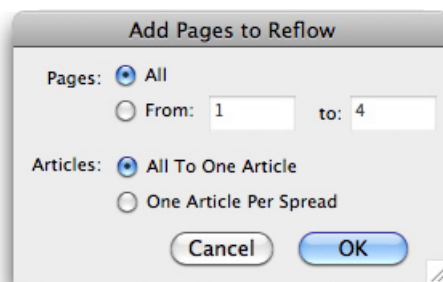 Add Pages to Reflow
Pages: All
From: 1 to: 4
Articles: All To One Article
One Article Per Spread
Cancel OK